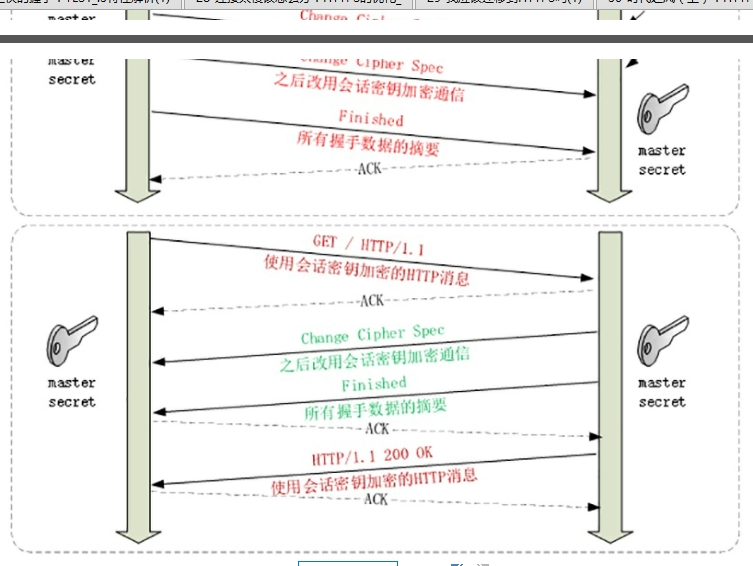 Change Cipher Spec
master
secret
Change Cipher Spec
之后改用会话密钥加密通信
Finished
所有握手数据的摘要
ACK
master
secret
GET / HTTP/1.1
使用会话密钥加密的HTTP消息
ACK
Change Cipher Spec
之后改用会话密钥加密通信
master
secret
master
secret
Finished
所有握手数据的摘要
ACK
HTTP/1.1 200 OK
使用会话密钥加密的HTTP消息
ACK